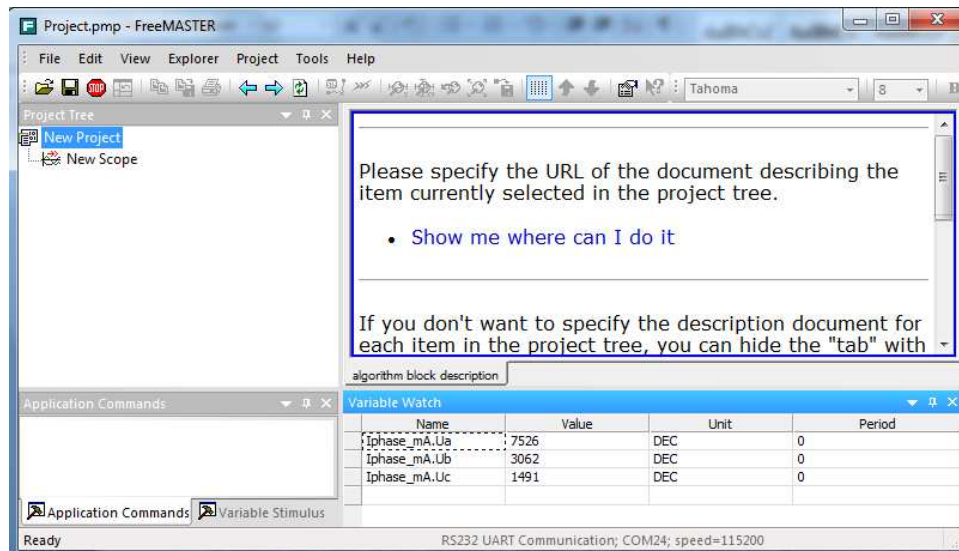 Project.pmp - FreeMASTER
File Edit View Explorer Project Tools Help
STOP Tahoma 8 B
Project Tree
New Project
New Scope
Please specify the URL of the document describing the
item currently selected in the project tree.
• Show me where can I do it
If you don't want to specify the description document for
each item in the project tree, you can hide the "tab" with
algorithm block description
Application Commands
Variable Watch
Name Value Unit Period
Iphase_mA.Ua 7526 DEC 0
Iphase_mA.Ub 3062 DEC 0
Iphase_mA.Uc 1491 DEC 0
Application Commands Variable Stimulus
Ready RS232 UART Communication; COM24; speed=115200